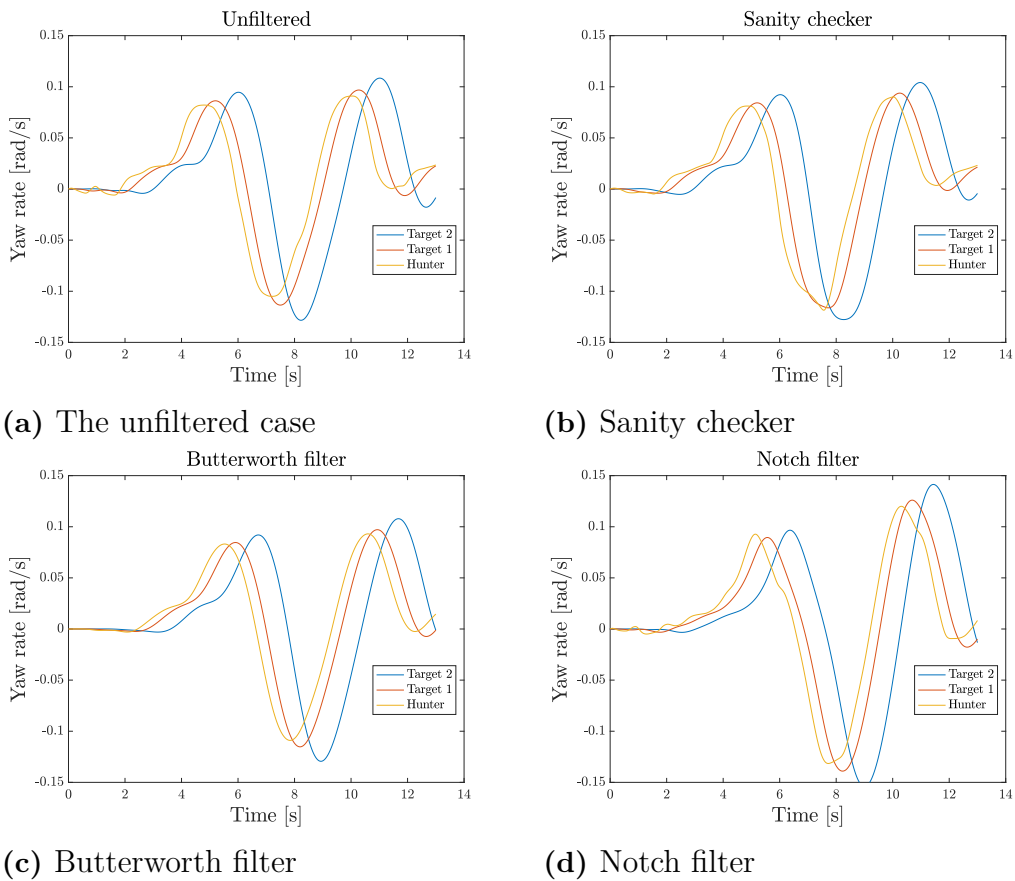 Unfiltered
0.15
0.1
0.05
0
-0.05
-0.1
-0.15
Yaw rate [rad/s]
Target 2
Target 1
Hunter
0 2 4 6 8 10 12 14
Time [s]
(a) The unfiltered case
Sanity checker
0.15
0.1
0.05
0
-0.05
-0.1
-0.15
Yaw rate [rad/s]
Target 2
Target 1
Hunter
0 2 4 6 8 10 12 14
Time [s]
(b) Sanity checker
Butterworth filter
0.15
0.1
0.05
0
-0.05
-0.1
-0.15
Yaw rate [rad/s]
Target 2
Target 1
Hunter
0 2 4 6 8 10 12 14
Time [s]
(c) Butterworth filter
Notch filter
0.15
0.1
0.05
0
-0.05
-0.1
-0.15
Yaw rate [rad/s]
Target 2
Target 1
Hunter
0 2 4 6 8 10 12 14
Time [s]
(d) Notch filter